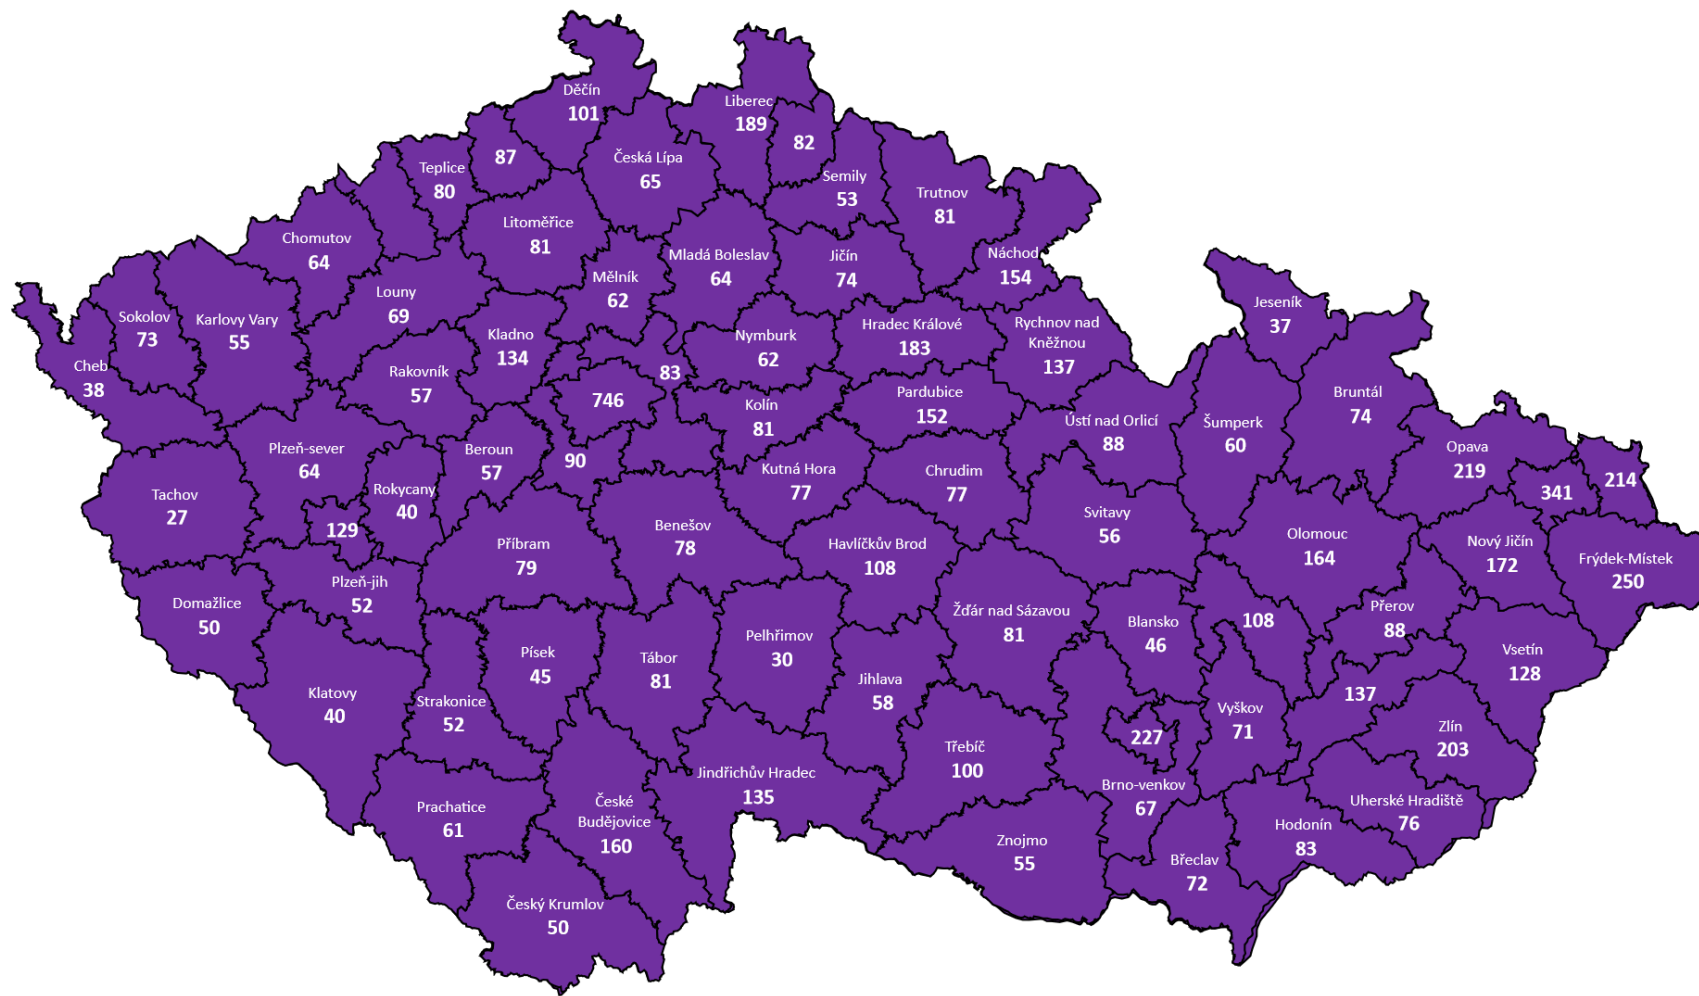 Děčín
101
Liberec
189
82
87
Teplice
80
Česká Lípa
65
Semily
53
Trutnov
81
Chomutov
64
Litoměřice
81
Mělník
62
Mladá Boleslav
64
Jičín
74
Náchod
154
Jeseník
37
Sokolov
73
Karlovy Vary
55
Louny
69
Kladno
134
Nymburk
62
Hradec Králové
183
Rychnov nad
Kněžnou
137
Cheb
38
Rakovník
57
83
746
Kolín
81
Pardubice
152
Ústí nad Orlicí
88
Šumperk
60
Bruntál
74
Plzeň-sever
64
Beroun
57
90
Kutná Hora
77
Chrudim
77
Opava
219
341
214
Tachov
27
Rokycany
40
129
Příbram
79
Benešov
78
Havlíčkův Brod
108
Svitavy
56
Olomouc
164
Nový Jičín
172
Frýdek-Místek
250
Domažlice
50
Plzeň-jih
52
Žďár nad Sázavou
81
Blansko
46
108
Přerov
88
Vsetín
128
Klatovy
40
Strakonice
52
Písek
45
Tábor
81
Pelhřimov
30
Jihlava
58
Vyškov
71
137
Zlín
203
Prachatice
61
České
Budějovice
160
Jindřichův Hradec
135
Třebíč
100
227
Brno-venkov
67
Uherské Hradiště
76
Hodonín
83
Znojmo
55
Břeclav
72
Český Krumlov
50